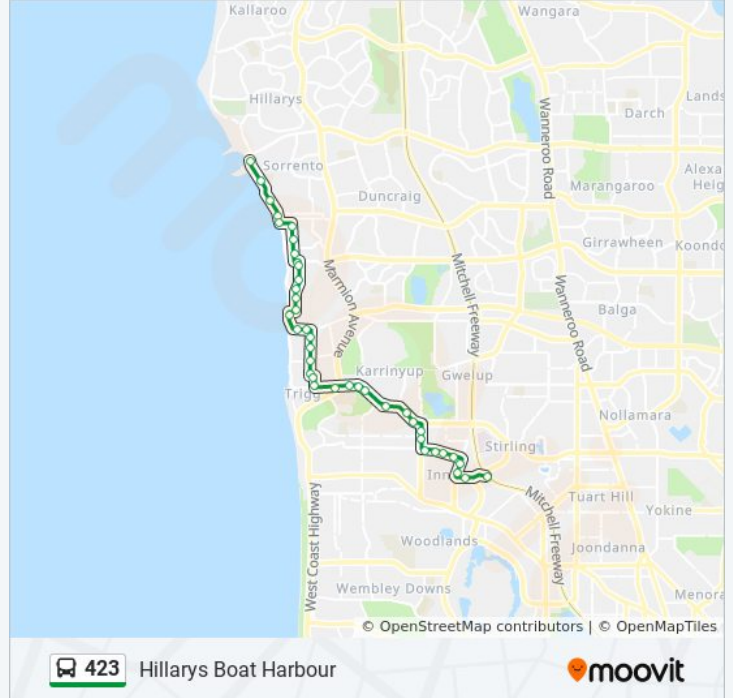 Kallaroo
Wangara
Hillarys
Wanneroo Road
Lands
Darch
Sorrento
Alexa
Heig
Marangaroo
Duncraig
Girrawheen
Koondo
Marmion Avenue
Mitchell Freeway
Wanneroo Road
Balga
Karrinyup
Gwelup
Trigg
Nollamara
Stirling
Inn
Mitchell Freeway
Tuart Hill
Yokine
West Coast Highway
Woodlands
Joondanna
Wembley Downs
Menora
© OpenStreetMap contributors | © OpenMapTiles
423 Hillarys Boat Harbour
moovit